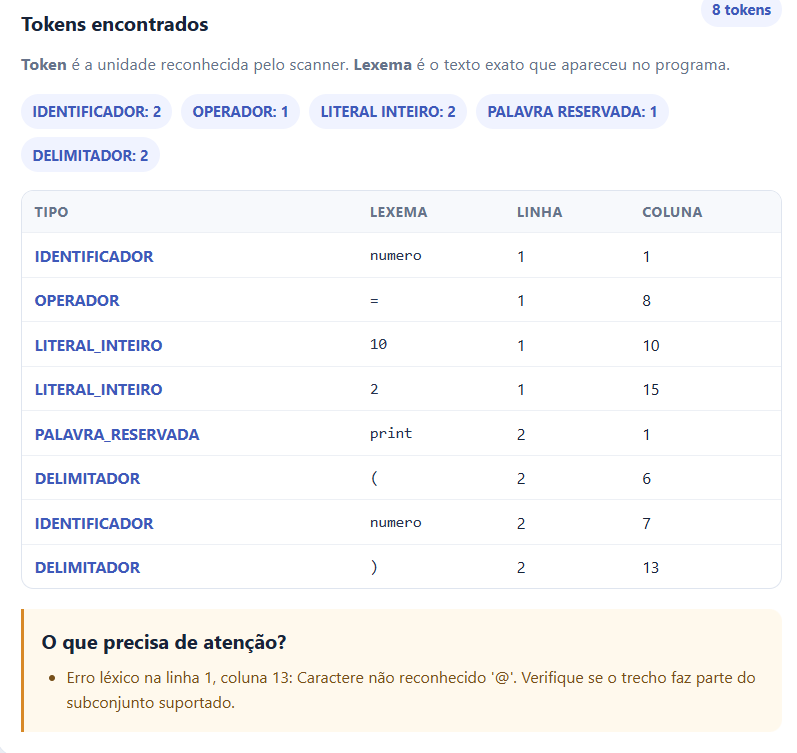 8 tokens
Tokens encontrados
Token é a unidade reconhecida pelo scanner. Lexema é o texto exato que apareceu no programa.
IDENTIFICADOR: 2 OPERADOR: 1 LITERAL INTEIRO: 2 PALAVRA RESERVADA: 1
DELIMITADOR: 2
TIPO LEXEMA LINHA COLUNA
IDENTIFICADOR numero 1 1
OPERADOR = 1 8
LITERAL_INTEIRO 10 1 10
LITERAL_INTEIRO 2 1 15
PALAVRA_RESERVADA print 2 1
DELIMITADOR ( 2 6
IDENTIFICADOR numero 2 7
DELIMITADOR ) 2 13
O que precisa de atenção?
• Erro léxico na linha 1, coluna 13: Caractere não reconhecido '@'. Verifique se o trecho faz parte do
subconjunto suportado.